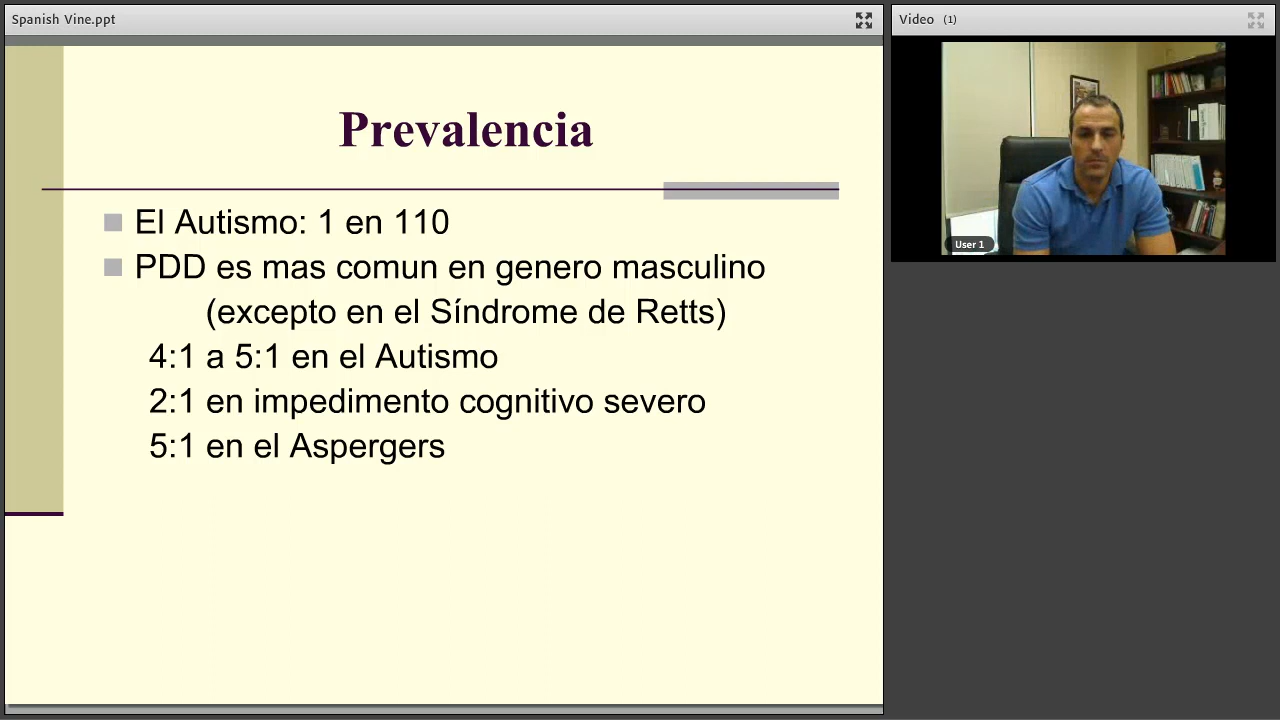 Spanish Vine.ppt
Video (1)
Prevalencia
El Autismo: 1 en 110
PDD es mas comun en genero masculino
(excepto en el Síndrome de Retts)
4:1 a 5:1 en el Autismo
2:1 en impedimento cognitivo severo
5:1 en el Aspergers
User 1